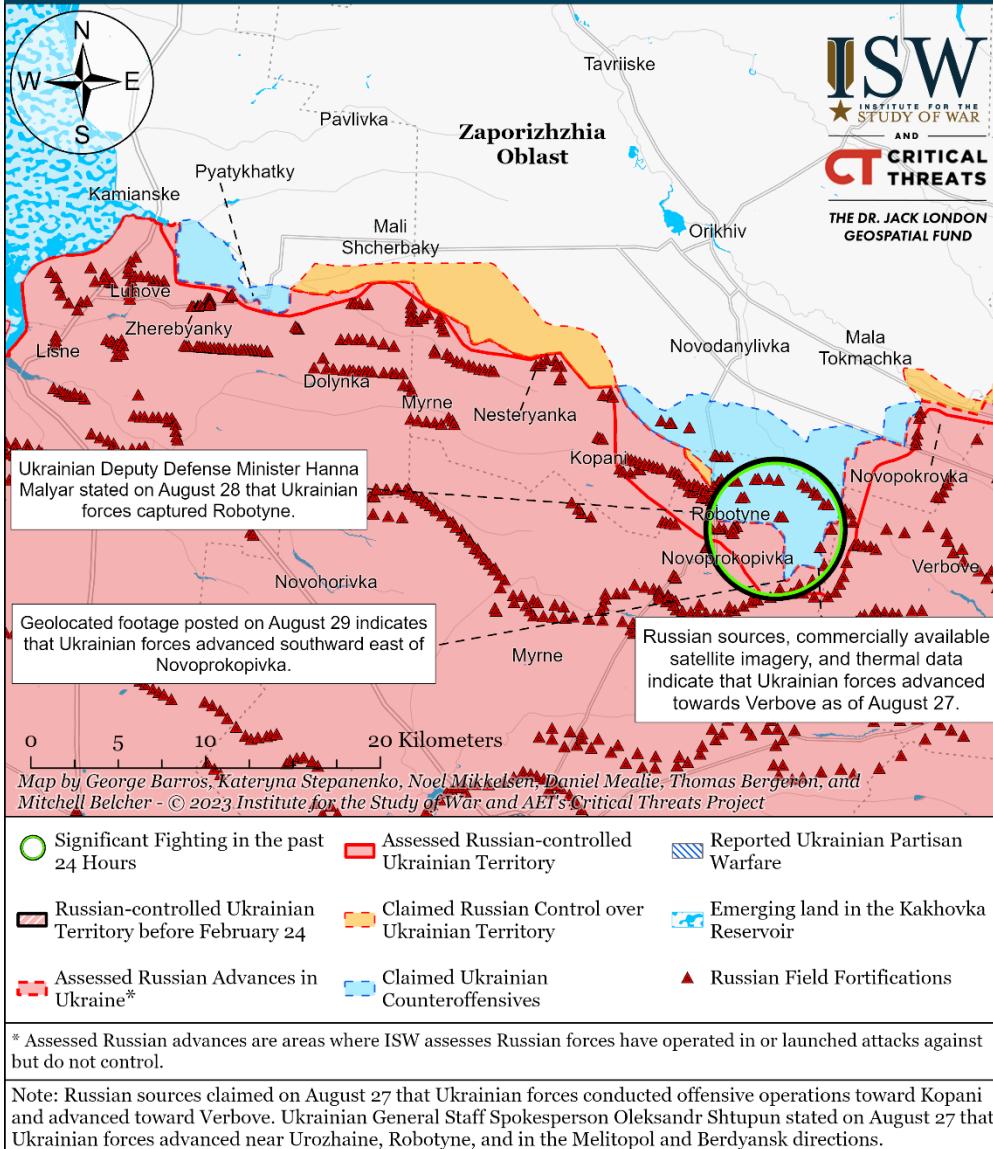 N
W
E
S
Tavriiske
ISW
INSTITUTE FOR THE
STUDY OF WAR
AND
CT CRITICAL
THREATS
THE DR. JACK LONDON
GEOSPATIAL FUND
Pavlivka
Zaporizhzhia
Oblast
Pyatykhatky
Kamianske
Mali
Shcherbaky
Orikhiv
Luhove
Zherebyanky
Lisne
Novodanylivka
Mala
Tokmachka
Dolynka
Myrne
Nesteryanka
Kopani
Novopokrovka
Ukrainian Deputy Defense Minister Hanna
Malyar stated on August 28 that Ukrainian
forces captured Robotyne.
Robotyne
Novoprokopivka
Verbove
Novohorivka
Geolocated footage posted on August 29 indicates
that Ukrainian forces advanced southward east of
Novoprokopivka.
Myrne
Russian sources, commercially available
satellite imagery, and thermal data
indicate that Ukrainian forces advanced
towards Verbove as of August 27.
0 5 10 20 Kilometers
Map by George Barros, Kateryna Stepanenko, Noel Mikkelsen, Daniel Mealie, Thomas Bergeron, and
Mitchell Belcher - © 2023 Institute for the Study of War and AEI's Critical Threats Project
Significant Fighting in the past
24 Hours
Assessed Russian-controlled
Ukrainian Territory
Reported Ukrainian Partisan
Warfare
Russian-controlled Ukrainian
Territory before February 24
Claimed Russian Control over
Ukrainian Territory
Emerging land in the Kakhovka
Reservoir
Assessed Russian Advances in
Ukraine*
Claimed Ukrainian
Counteroffensives
Russian Field Fortifications
* Assessed Russian advances are areas where ISW assesses Russian forces have operated in or launched attacks against
but do not control.
Note: Russian sources claimed on August 27 that Ukrainian forces conducted offensive operations toward Kopani
and advanced toward Verbove. Ukrainian General Staff Spokesperson Oleksandr Shtupun stated on August 27 that
Ukrainian forces advanced near Urozhaine, Robotyne, and in the Melitopol and Berdyansk directions.